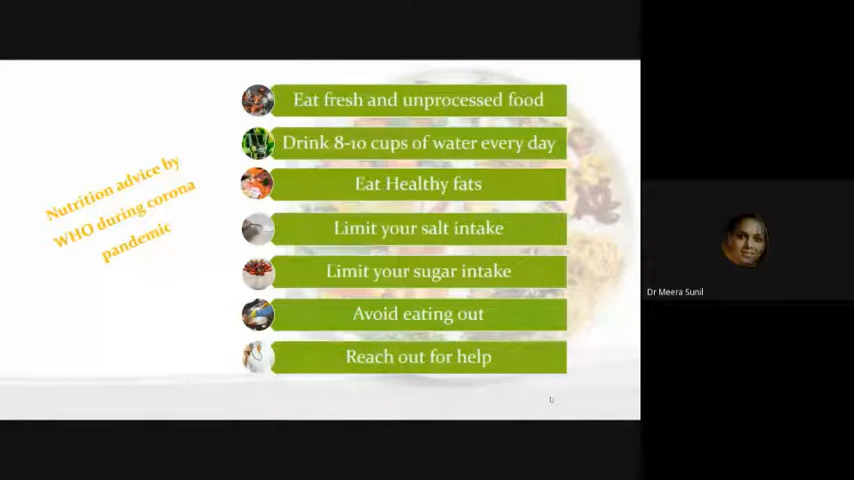 Nutrition advice by
WHO during corona
pandemic
Eat fresh and unprocessed food
Drink 8-10 cups of water every day
Eat Healthy fats
Limit your salt intake
Limit your sugar intake
Avoid eating out
Reach out for help
Dr Meera Sunil